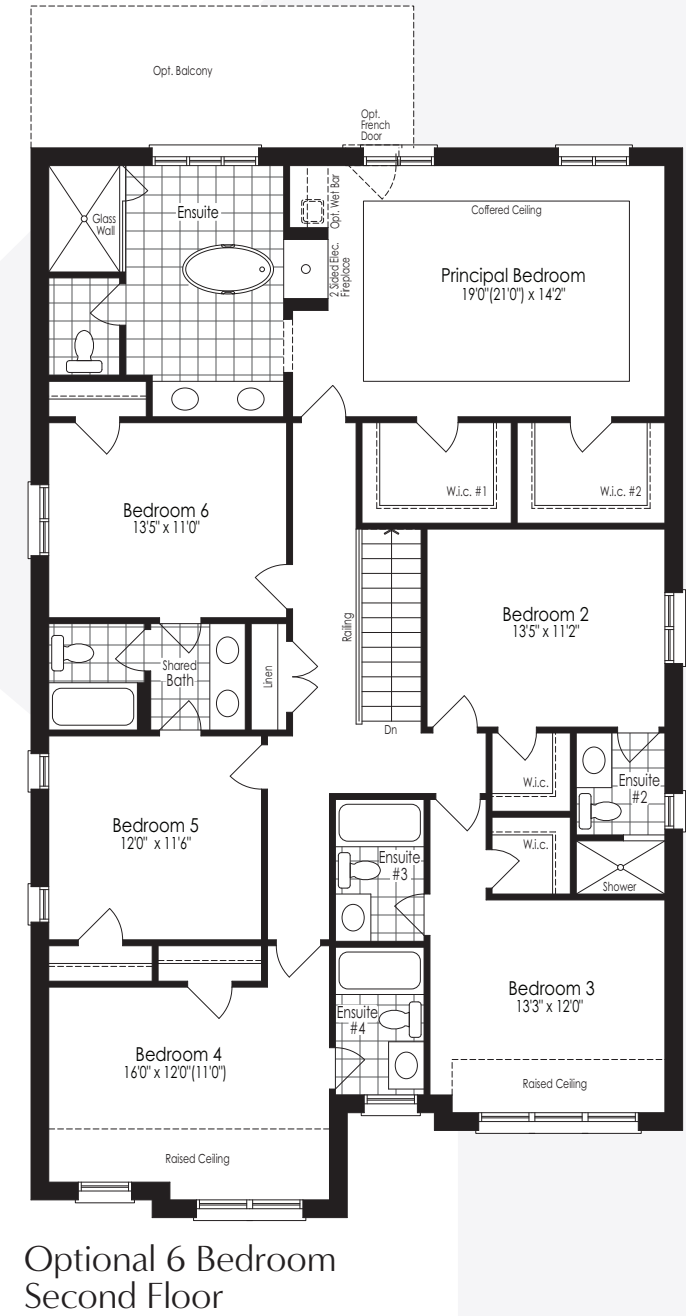 Opt. Balcony
Opt.
French
Door
Glass
Wall
Ensuite
Opt. Wet Bar
2 Sided Elec.
Fireplace
Coffered Ceiling
Principal Bedroom
19'0"(21'0") x 14'2"
W.i.c. #1
W.i.c. #2
Bedroom 6
13'5" x 11'0"
Railing
Dn
Bedroom 2
13'5" x 11'2"
Shared
Bath
Linen
W.i.c.
Ensuite
#2
Bedroom 5
12'0" x 11'6"
Ensuite
#3
W.i.c.
Shower
Bedroom 3
13'3" x 12'0"
Raised Ceiling
Ensuite
#4
Bedroom 4
16'0" x 12'0"(11'0")
Raised Ceiling
Optional 6 Bedroom
Second Floor